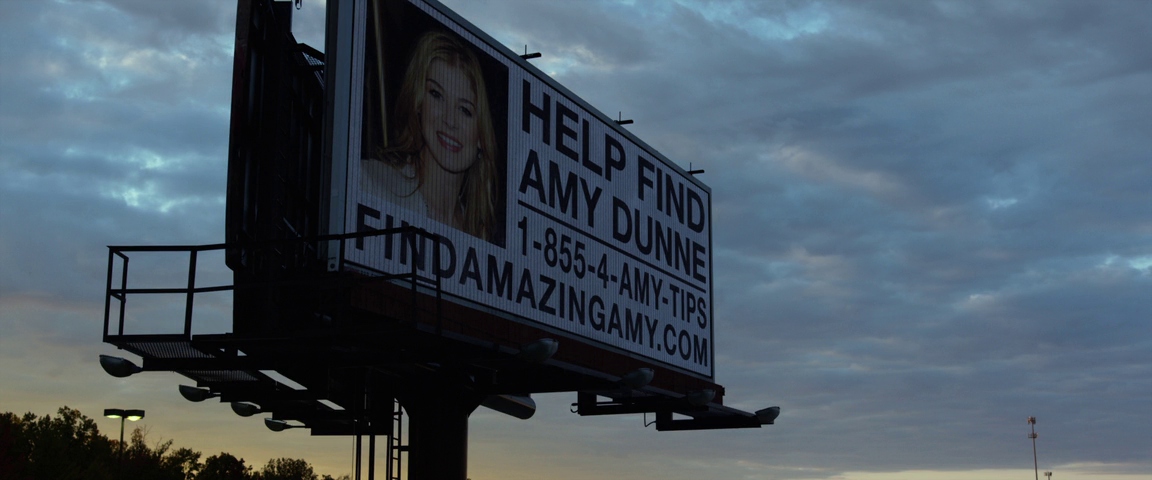 HELP FIND
AMY DUNNE
1-855-4-AMY-TIPS
FINDAMAZINGAMY.COM